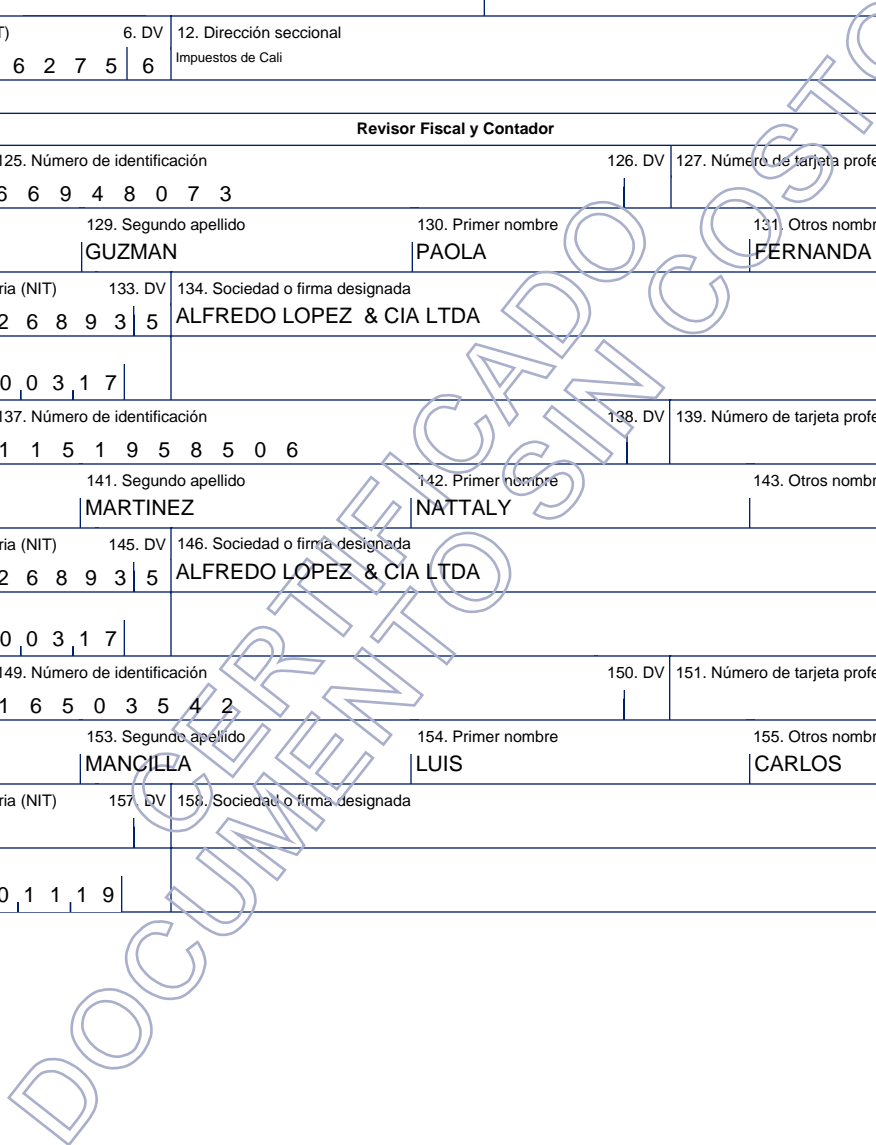 T) 6. DV 12. Dirección seccional
6 2 7 5 6 Impuestos de Cali
Revisor Fiscal y Contador
125. Número de identificación 126. DV 127. Número de tarjeta profe
6 6 9 4 8 0 7 3
129. Segundo apellido 130. Primer nombre 131. Otros nombr
GUZMAN PAOLA FERNANDA
ria (NIT) 133. DV 134. Sociedad o firma designada
2 6 8 9 3 5 ALFREDO LOPEZ & CIA LTDA
0 0 3 1 7
137. Número de identificación 138. DV 139. Número de tarjeta profe
1 1 5 1 9 5 8 5 0 6
141. Segundo apellido 142. Primer nombre 143. Otros nombr
MARTINEZ NATTALY
ria (NIT) 145. DV 146. Sociedad o firma designada
2 6 8 9 3 5 ALFREDO LOPEZ & CIA LTDA
0 0 3 1 7
149. Número de identificación 150. DV 151. Número de tarjeta profe
1 6 5 0 3 5 4 2
153. Segundo apellido 154. Primer nombre 155. Otros nombr
MANCILLA LUIS CARLOS
ria (NIT) 157. DV 158. Sociedad o firma designada
0 1 1 1 9
CERTIFICADO
DOCUMENTO SIN COSTO